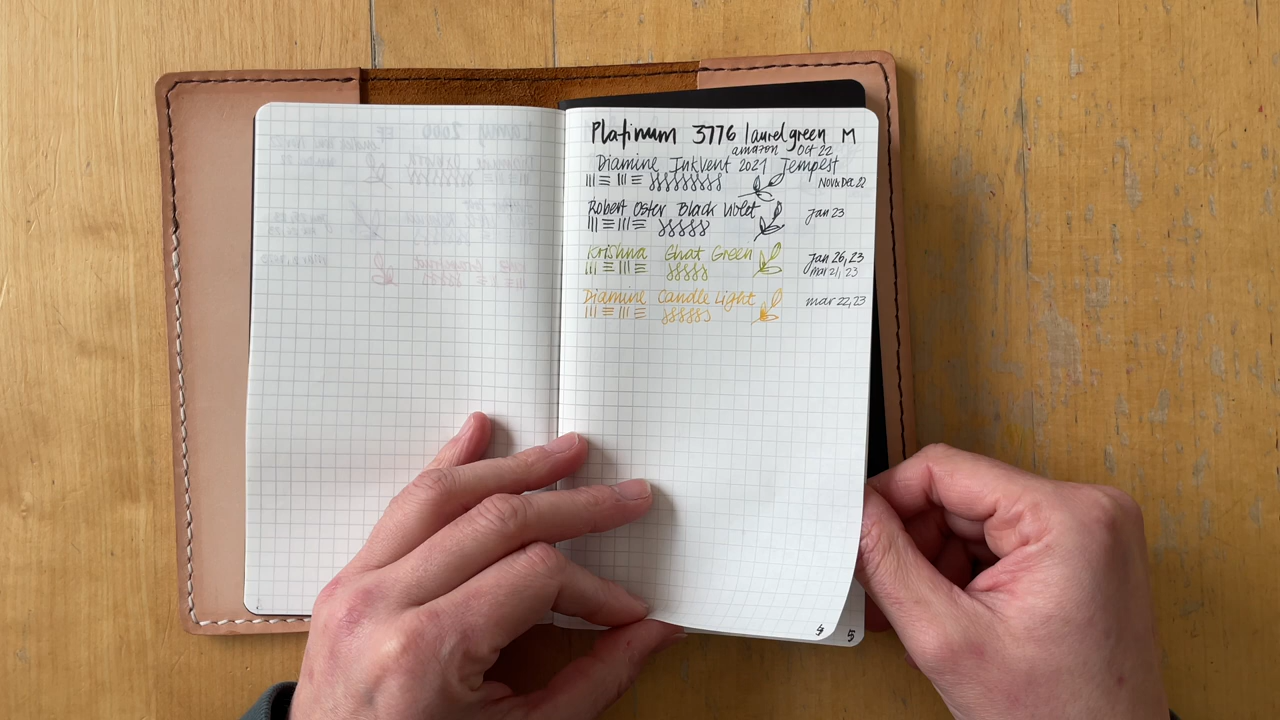 Platinum 3776 laurel green M
amazon Oct 22
Diamine InkVent 2021 Tempest
Nov&Dec 22
Robert Oster Black Violet
Jan 23
Krishna Ghat Green
Jan 26, 23
Mar 21, 23
Diamine Candle Light
mar 22, 23
4
5